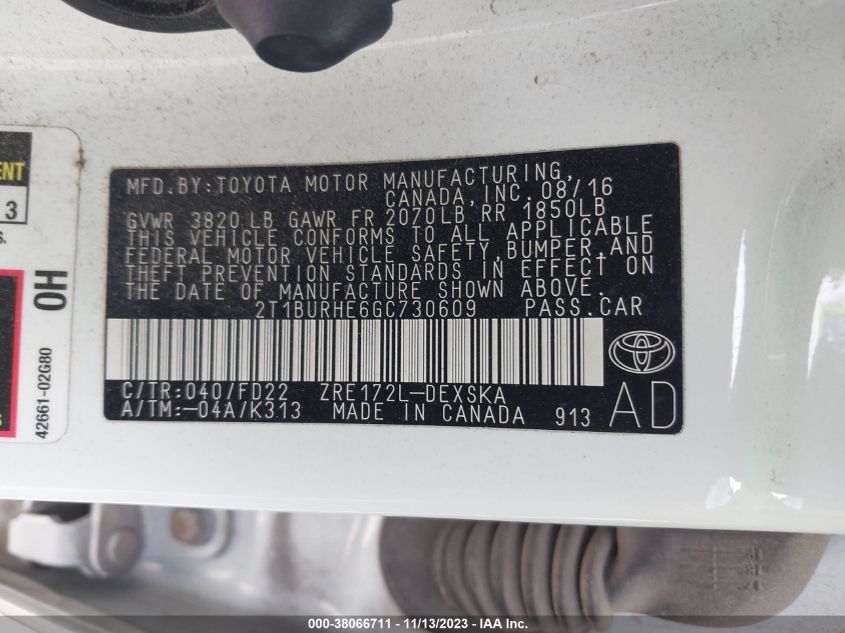 ENT
13
S.
OH
42661-02G80
MFD.BY:TOYOTA MOTOR MANUFACTURING,
CANADA,INC. 08/16
GVWR 3820 LB GAWR FR 2070LB RR 1850LB
THIS VEHICLE CONFORMS TO ALL APPLICABLE
FEDERAL MOTOR VEHICLE SAFETY,BUMPER,AND
THEFT PREVENTION STANDARDS IN EFFECT ON
THE DATE OF MANUFACTURE SHOWN ABOVE.
2T1BURHE6GC730609 PASS.CAR
C/TR:040/FD22 ZRE172L-DEXSKA
A/TM:-04A/K313 MADE IN CANADA 913
AD
000-38066711 - 11/13/2023 - IAA Inc.